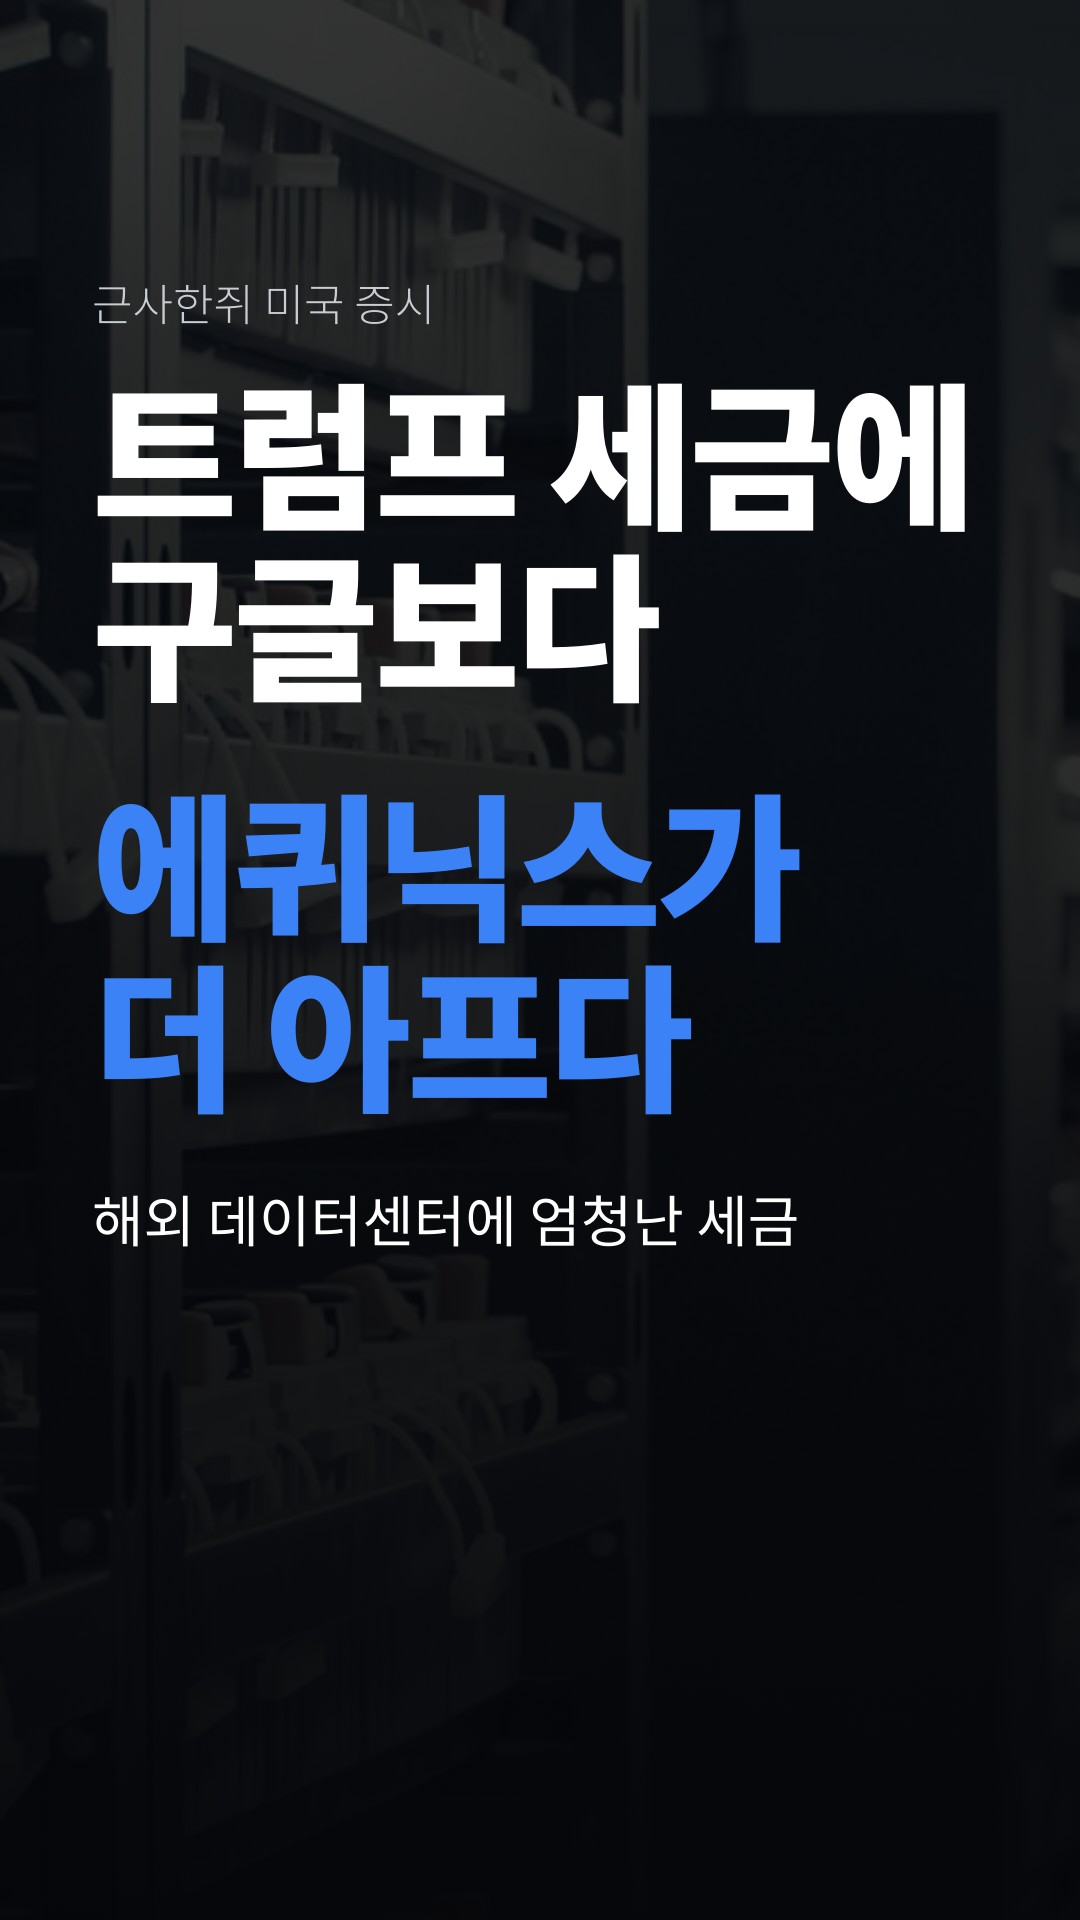 근사한쥐 미국 증시
트럼프 세금에
구글보다
에퀴닉스가
더 아프다
해외 데이터센터에 엄청난 세금